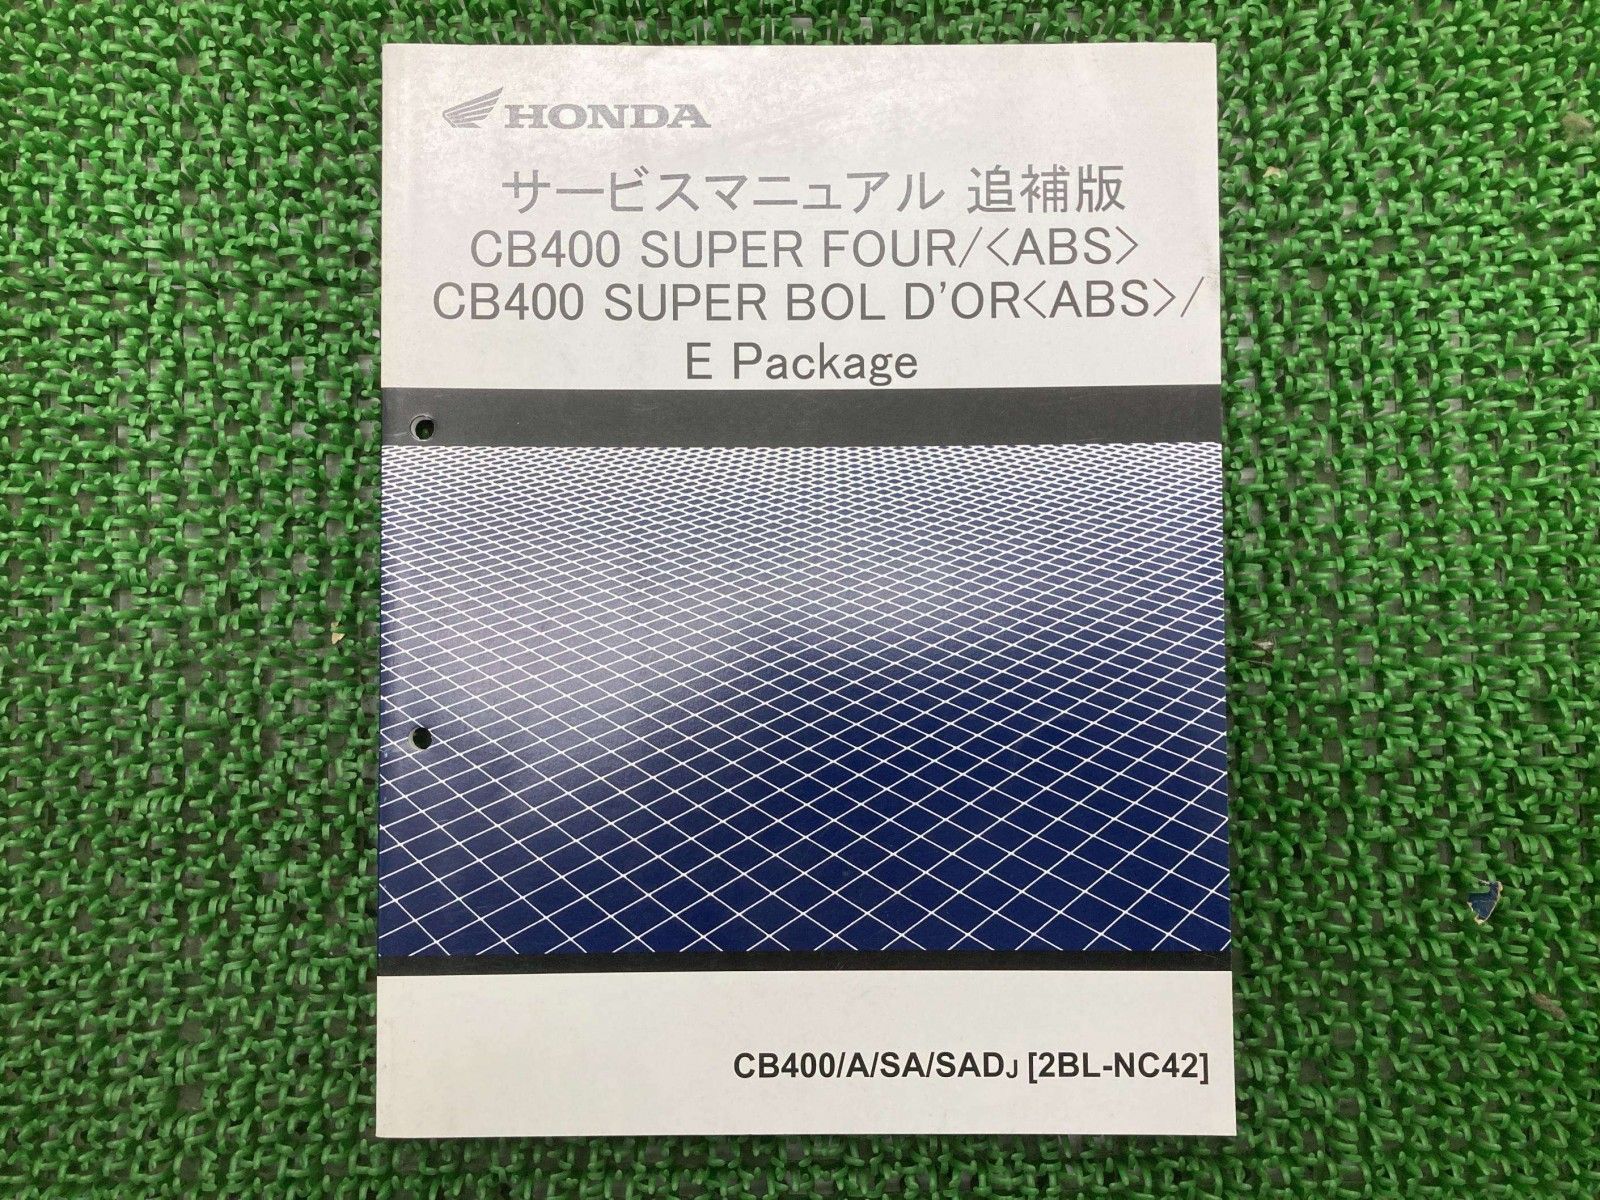 HONDA
サービスマニュアル 追補版
CB400 SUPER FOUR/<ABS>
CB400 SUPER BOL D'OR<ABS>/
E Package
CB400/A/SA/SADJ [2BL-NC42]